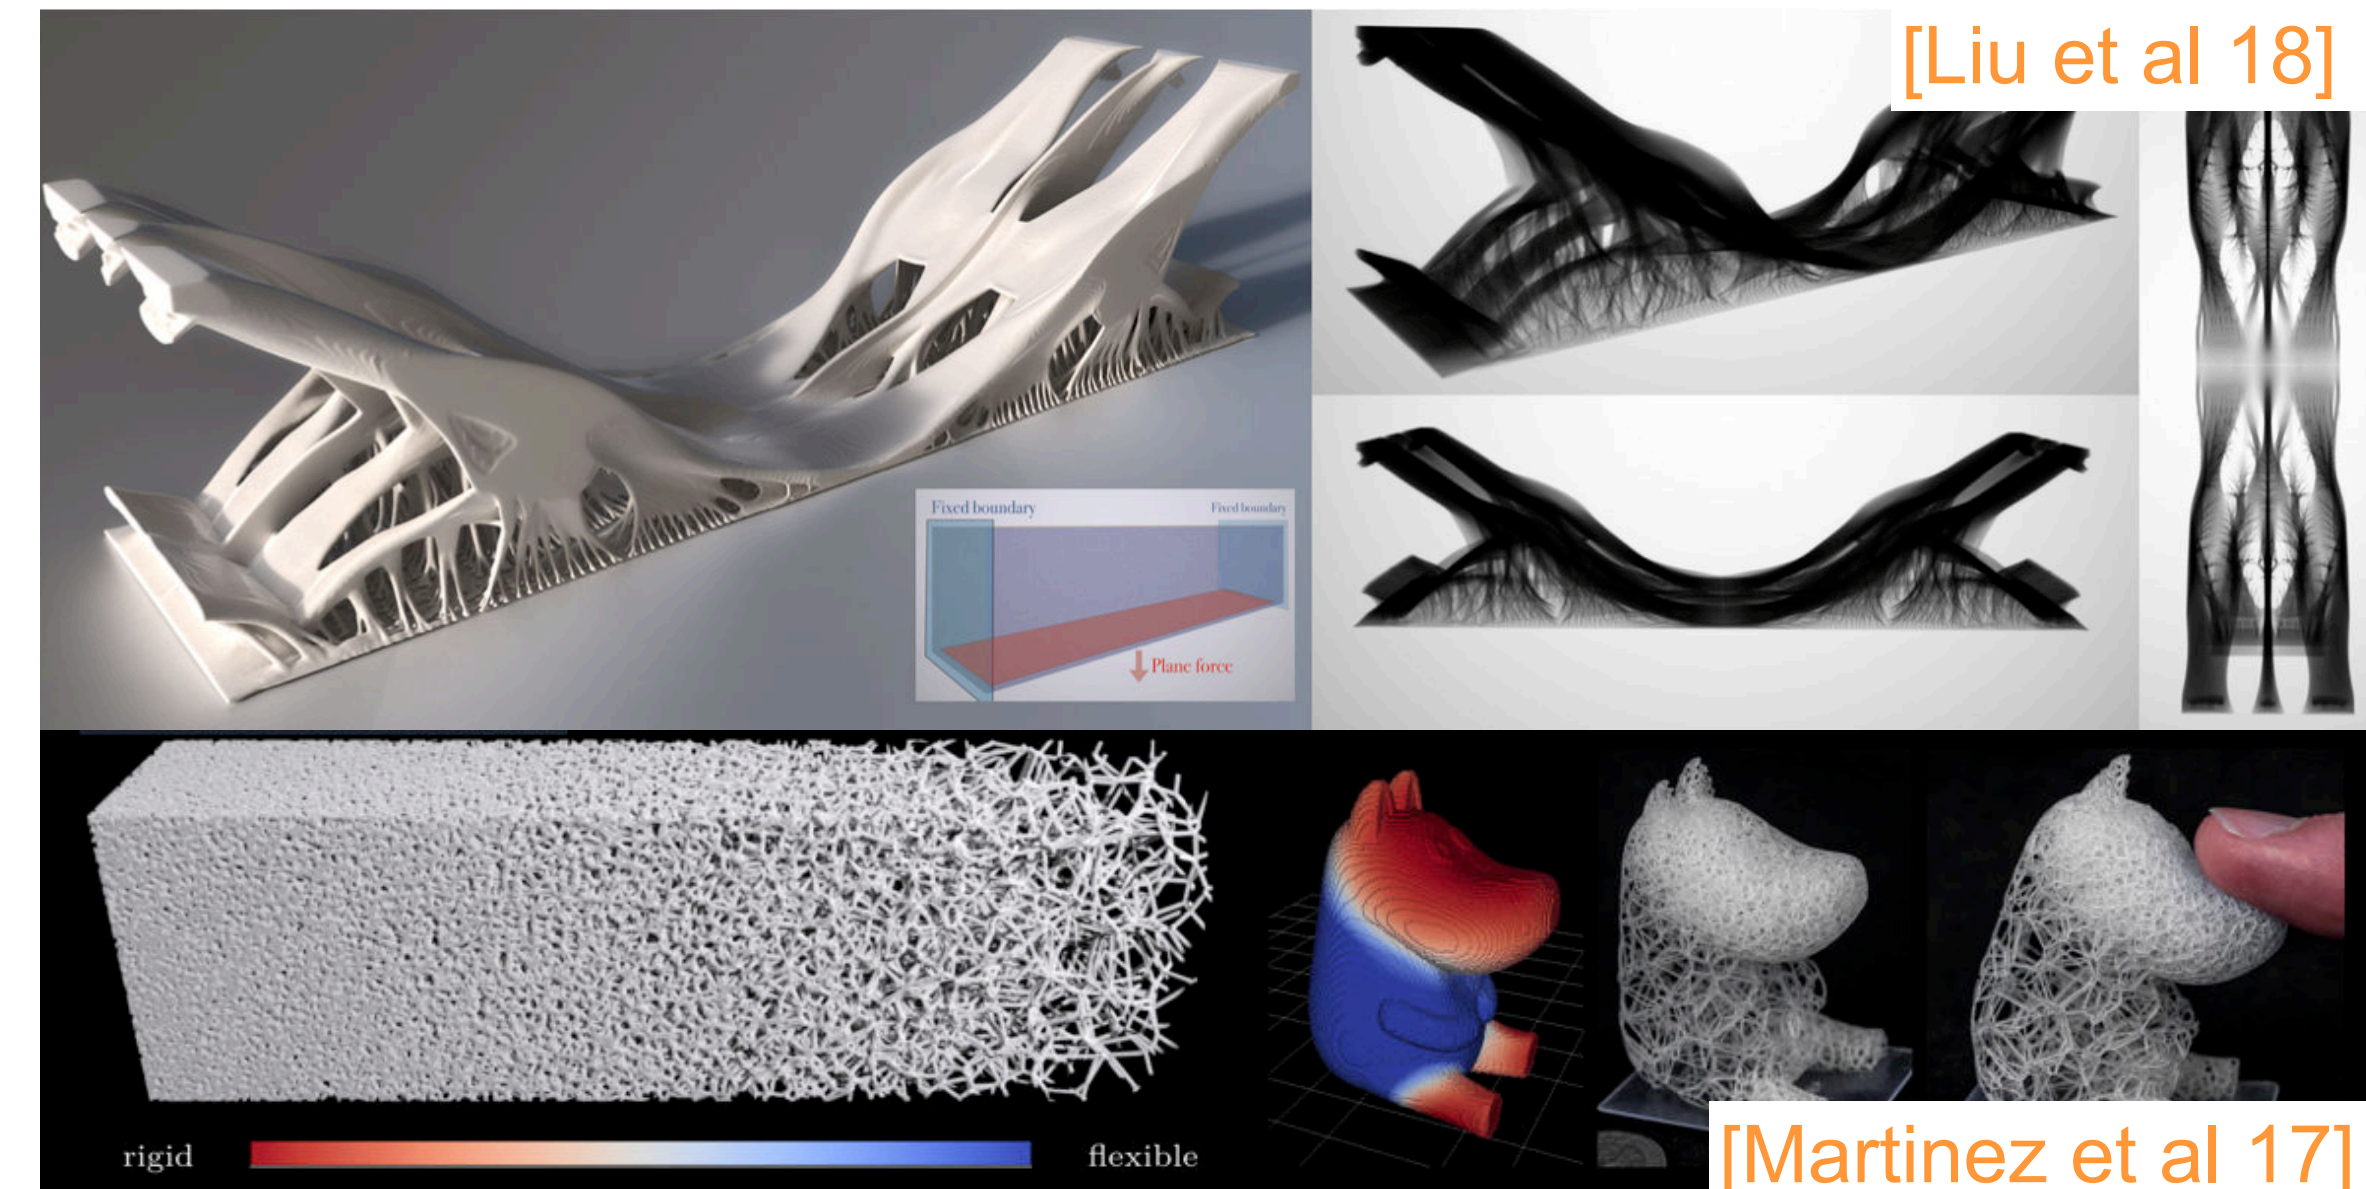 [Liu et al 18]
Fixed boundary
Fixed boundary
Plane force
rigid
flexible
[Martinez et al 17]